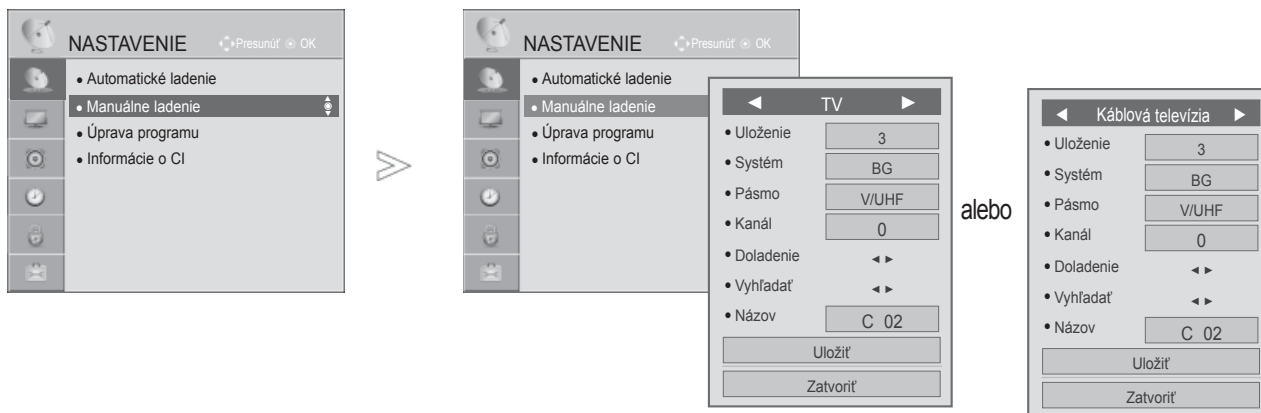 NASTAVENIE Presunúť OK
• Automatické ladenie
• Manuálne ladenie
• Úprava programu
• Informácie o CI
NASTAVENIE Presunúť OK
• Automatické ladenie
• Manuálne ladenie
• Úprava programu
• Informácie o CI
◄ TV ►
• Uloženie 3
• Systém BG
• Pásmo V/UHF
• Kanál 0
• Doladenie ◄ ►
• Vyhľadať ◄ ►
• Názov C 02
Uložiť
Zatvoriť
alebo
◄ Káblová televízia ►
• Uloženie 3
• Systém BG
• Pásmo V/UHF
• Kanál 0
• Doladenie ◄ ►
• Vyhľadať ◄ ►
• Názov C 02
Uložiť
Zatvoriť